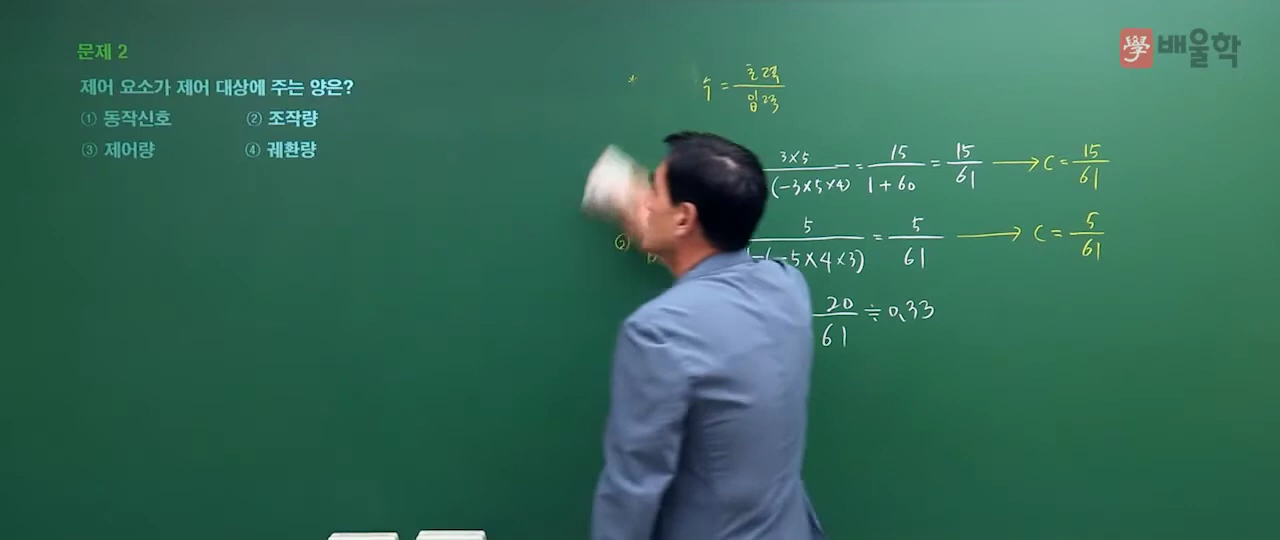 문제 2
제어 요소가 제어 대상에 주는 양은?
① 동작신호 ② 조작량
③ 제어량 ④ 궤환량
學 배울학
* 수 = 출력/입력
3×5/(-3×5×4) = 15/1+60 = 15/61 → C = 15/61
② 5/-(-5×4×3) = 5/61 → C = 5/61
20/61 ≒ 0.33